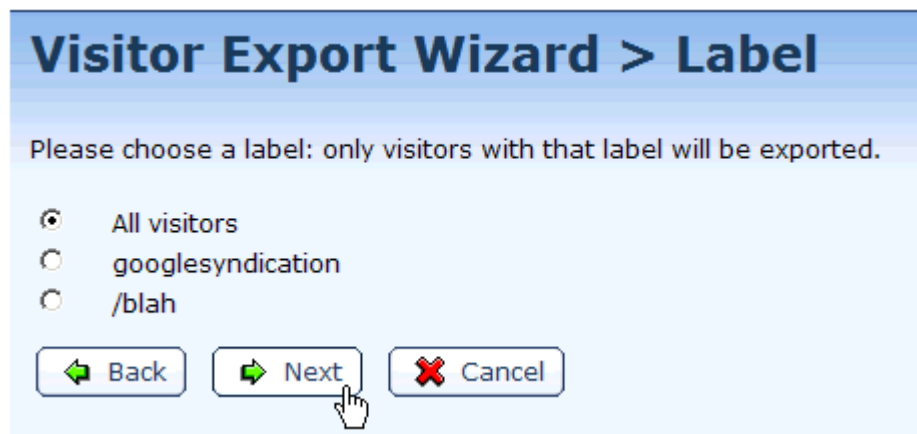 Visitor Export Wizard > Label
Please choose a label: only visitors with that label will be exported.
All visitors
googlesyndication
/blah
Back Next Cancel